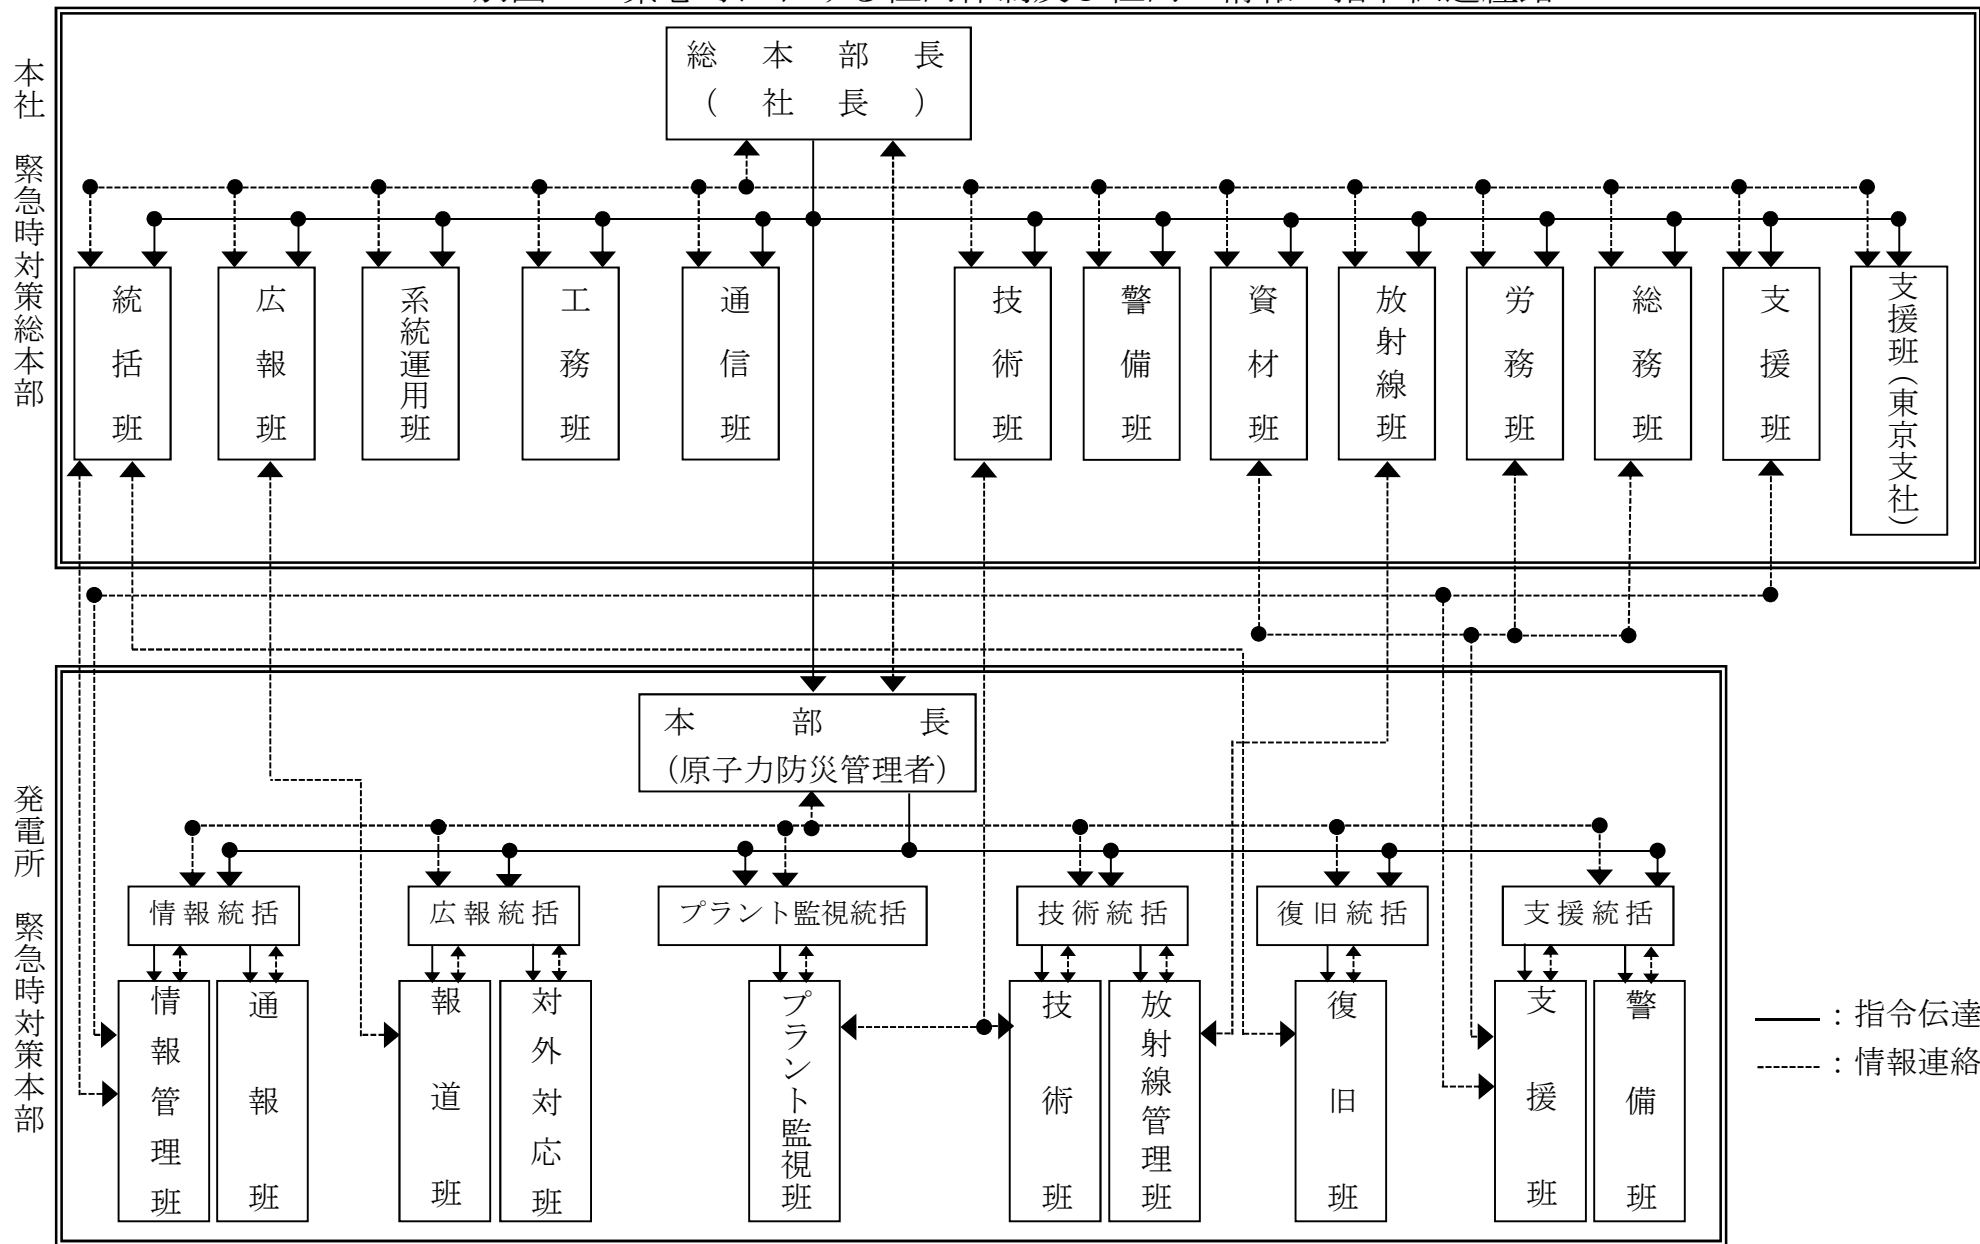 本社 緊急時対策総本部
総本部長
(社長)
統括班
広報班
系統運用班
工務班
通信班
技術班
警備班
資材班
放射線班
労務班
総務班
支援班
支援班(東京支社)
発電所 緊急時対策本部
本部長
(原子力防災管理者)
情報統括
広報統括
プラント監視統括
技術統括
復旧統括
支援統括
情報管理班
通報班
報道班
対外対応班
プラント監視班
技術班
放射線管理班
復旧班
支援班
警備班
:指令伝達
:情報連絡